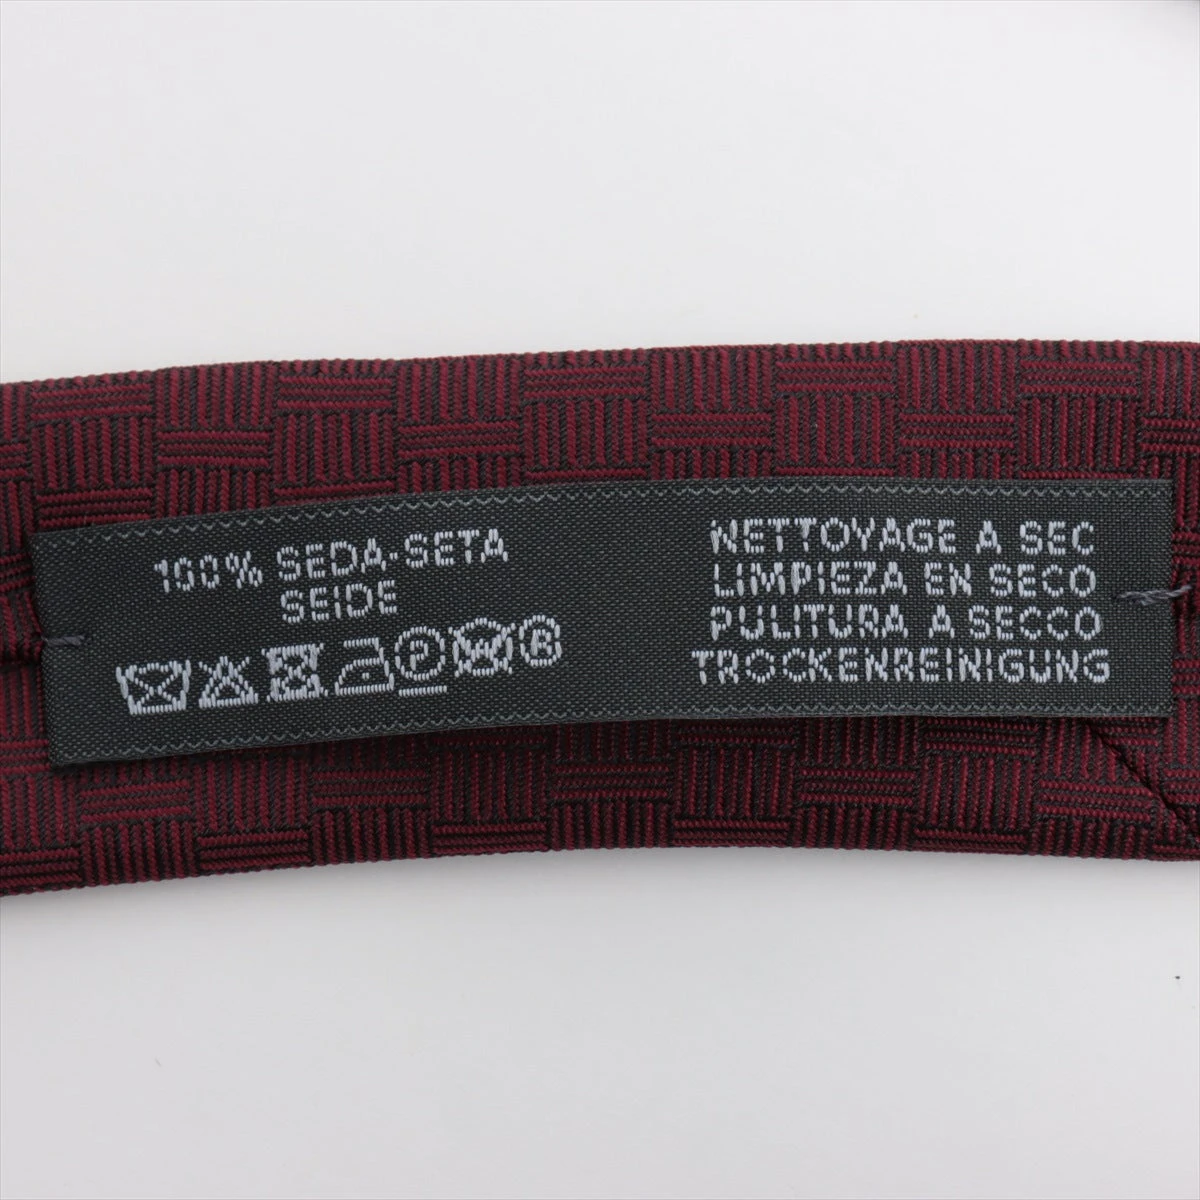 100% SEDA-SETA
SEIDE
P
NETTOYAGE A SEC
LIMPIEZA EN SECO
PULITURA A SECCO
TROCKENREINIGUNG